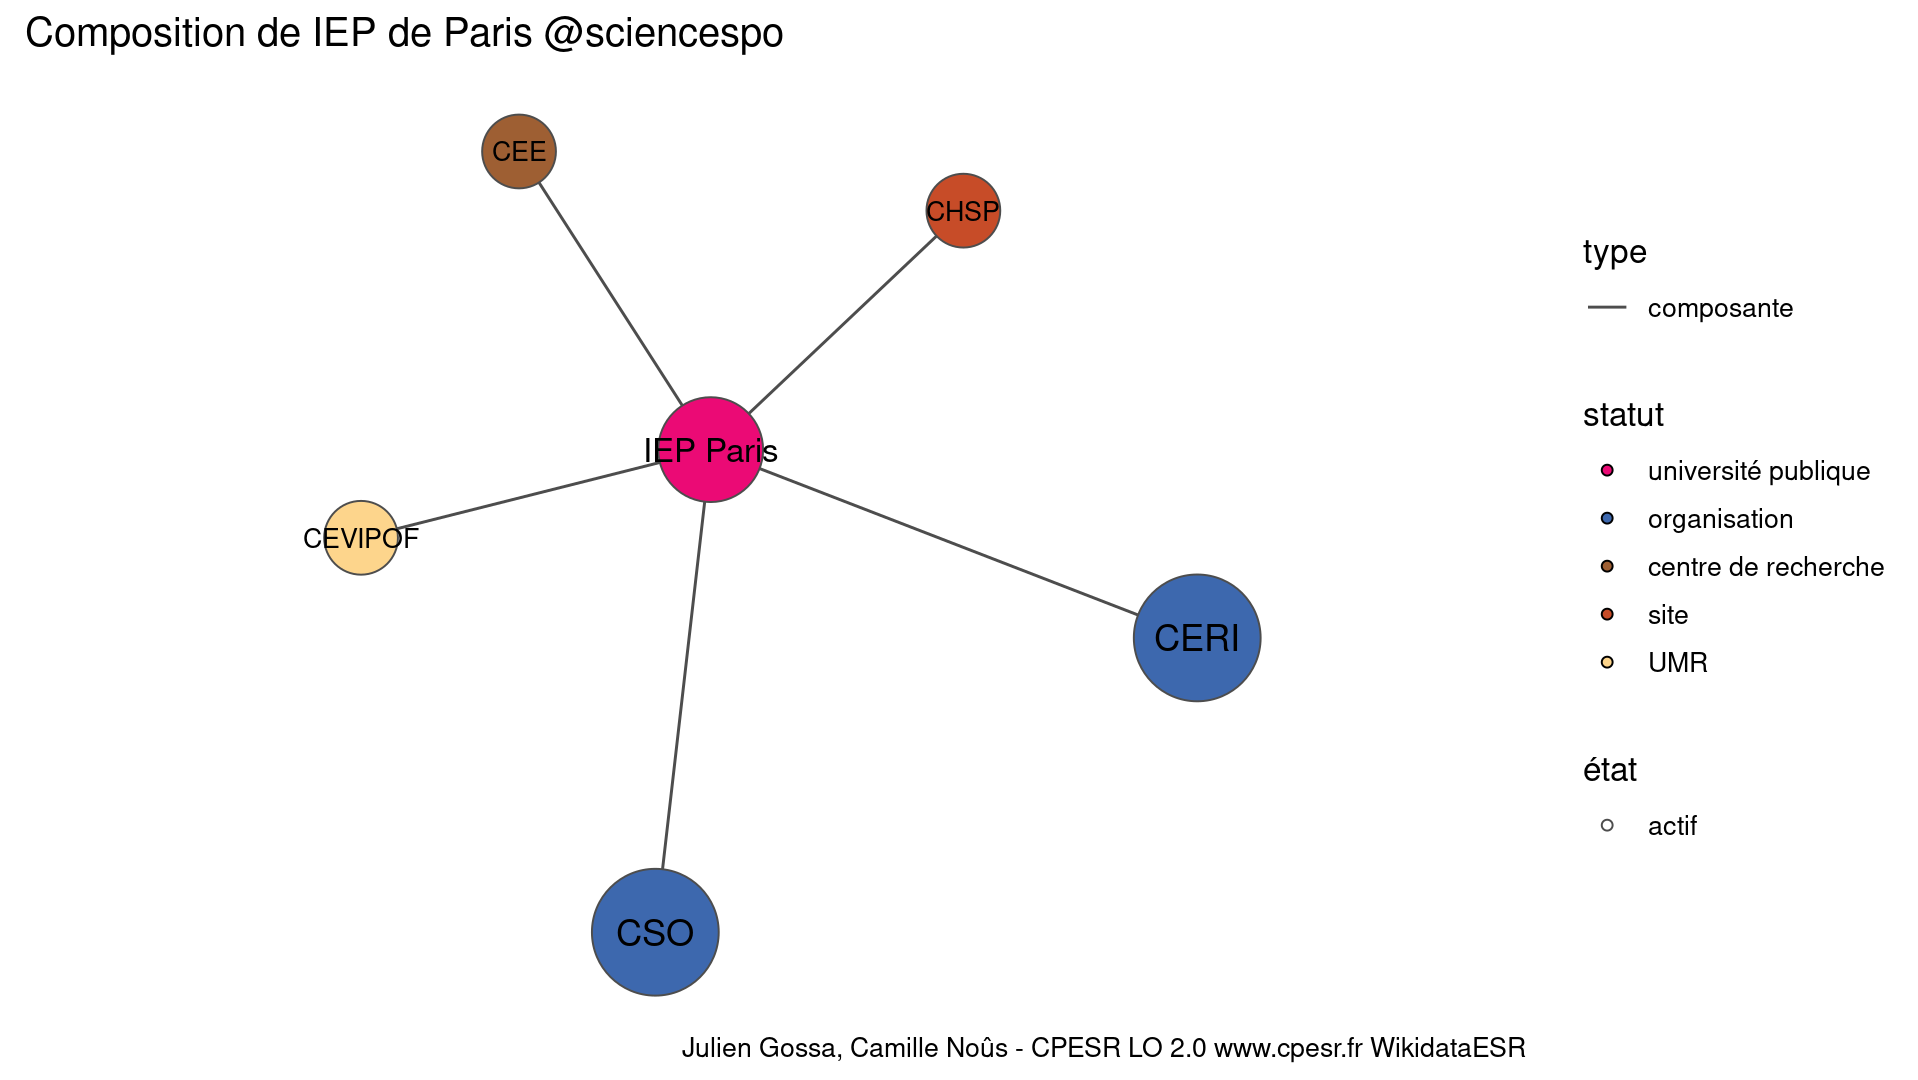 Composition de IEP de Paris @sciencespo
CEE
CHSP
IEP Paris
CEVIPOF
CERI
CSO
type
composante
statut
université publique
organisation
centre de recherche
site
UMR
état
actif
Julien Gossa, Camille Noûs - CPESR LO 2.0 www.cpesr.fr WikidataESR